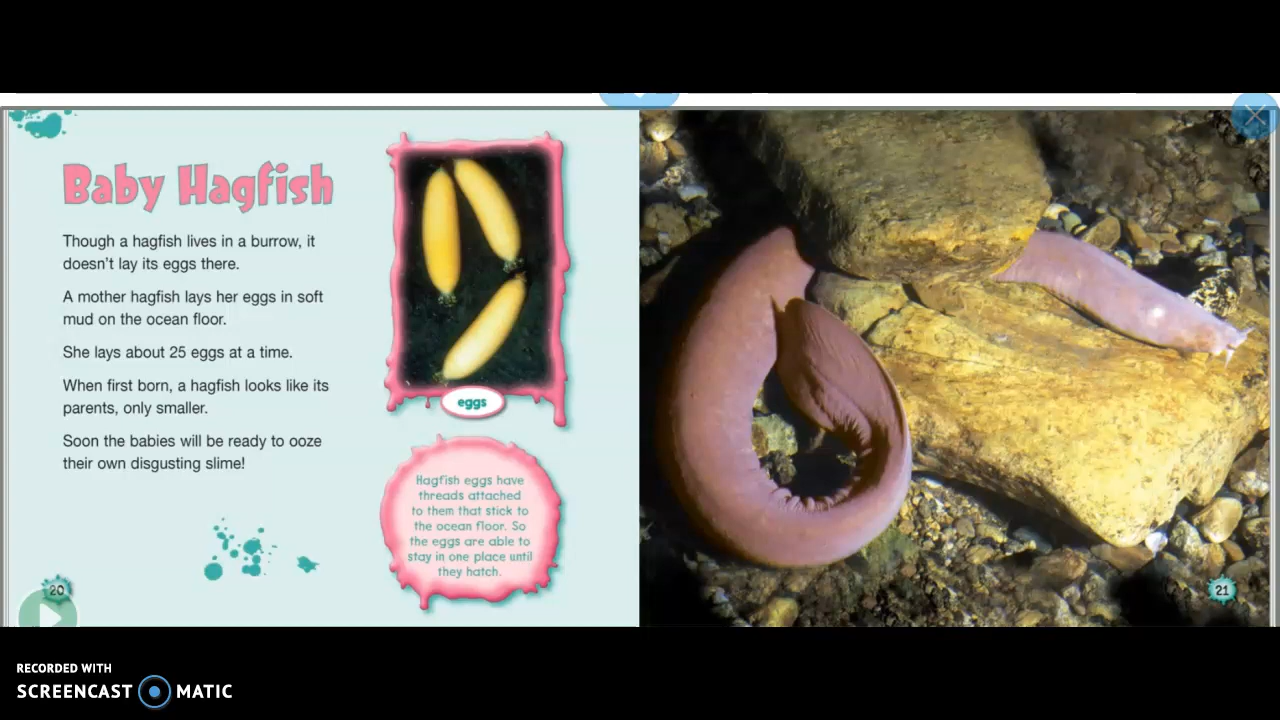 Baby Hagfish
Though a hagfish lives in a burrow, it
doesn't lay its eggs there.
A mother hagfish lays her eggs in soft
mud on the ocean floor.
She lays about 25 eggs at a time.
When first born, a hagfish looks like its
parents, only smaller.
Soon the babies will be ready to ooze
their own disgusting slime!
eggs
Hagfish eggs have
threads attached
to them that stick to
the ocean floor. So
the eggs are able to
stay in one place until
they hatch.
20
21
RECORDED WITH
SCREENCAST MATIC